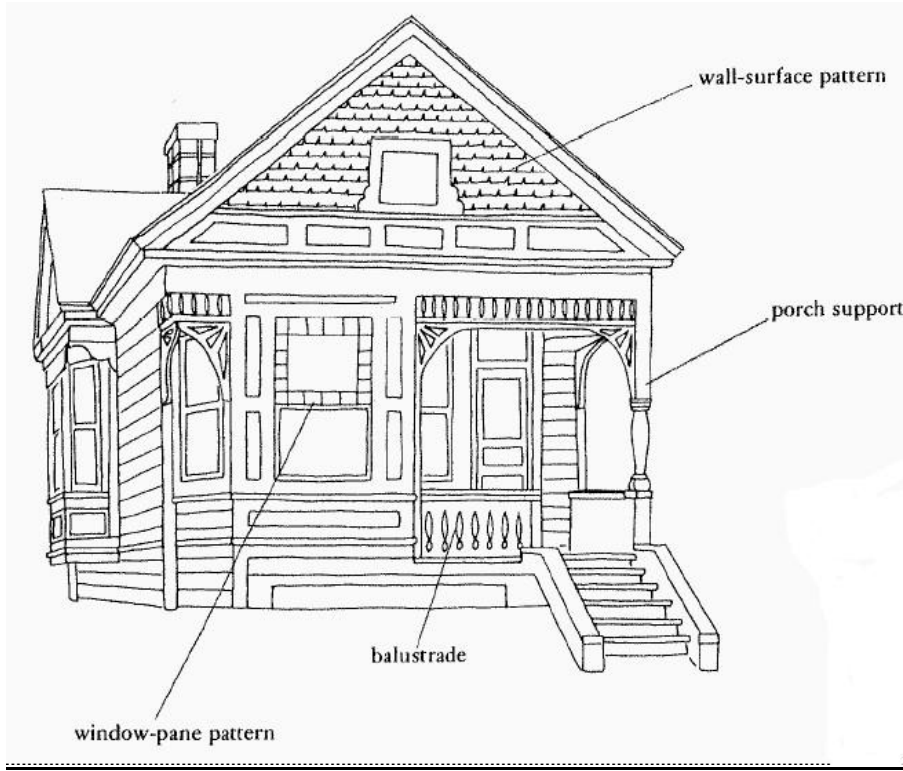 wall-surface pattern
porch support
balustrade
window-pane pattern